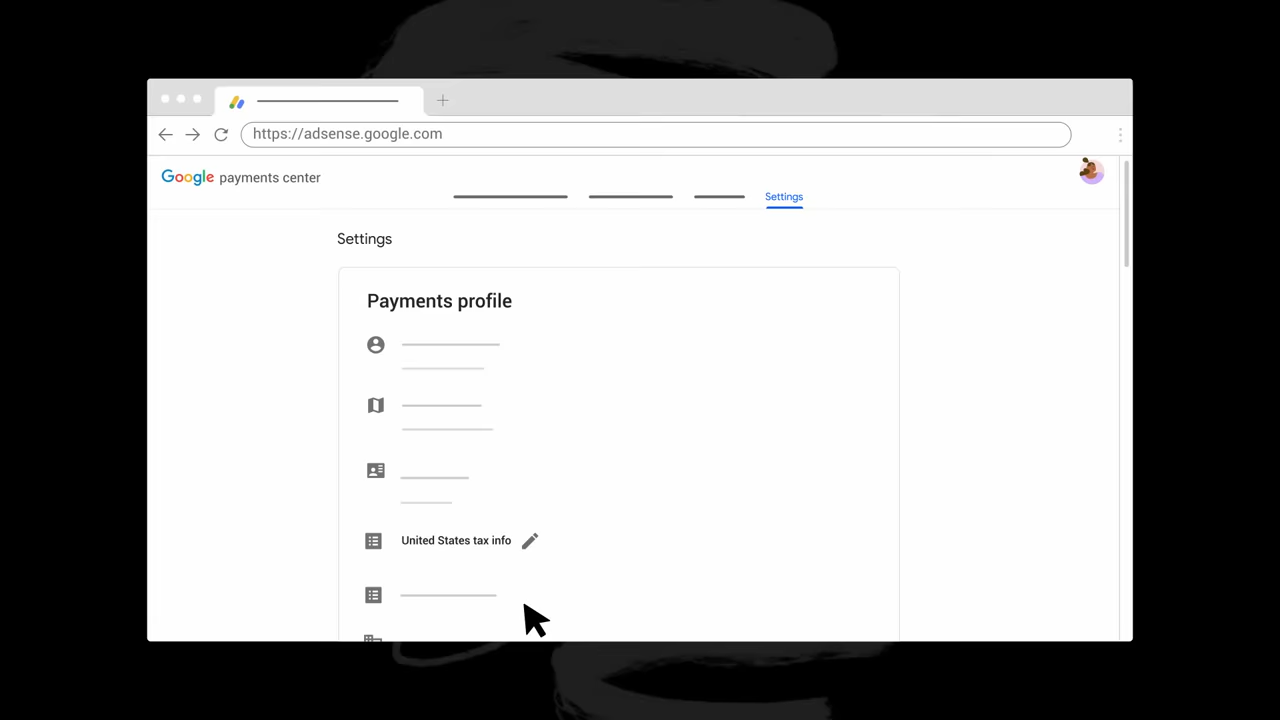 https://adsense.google.com
Google payments center
Settings
Settings
Payments profile
United States tax info